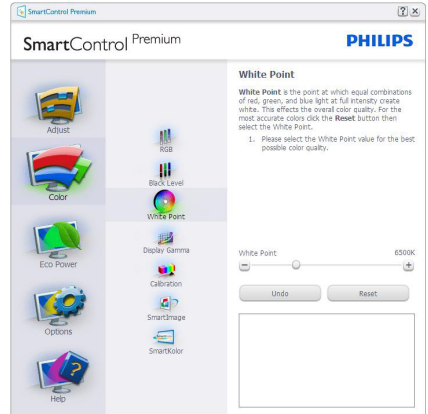 SmartControl Premium
SmartControl Premium
PHILIPS
Adjust
Color
Eco Power
Options
Help
RGB
Black Level
White Point
Display Gamma
Calibration
SmartImage
SmartKolor
White Point
White Point is the point at which equal combinations
of red, green, and blue light at full intensity create
white. This effects the overall color quality. For the
most accurate colors click the Reset button then
select the White Point.
1. Please select the White Point value for the best
possible color quality.
White Point 6500K
Undo Reset